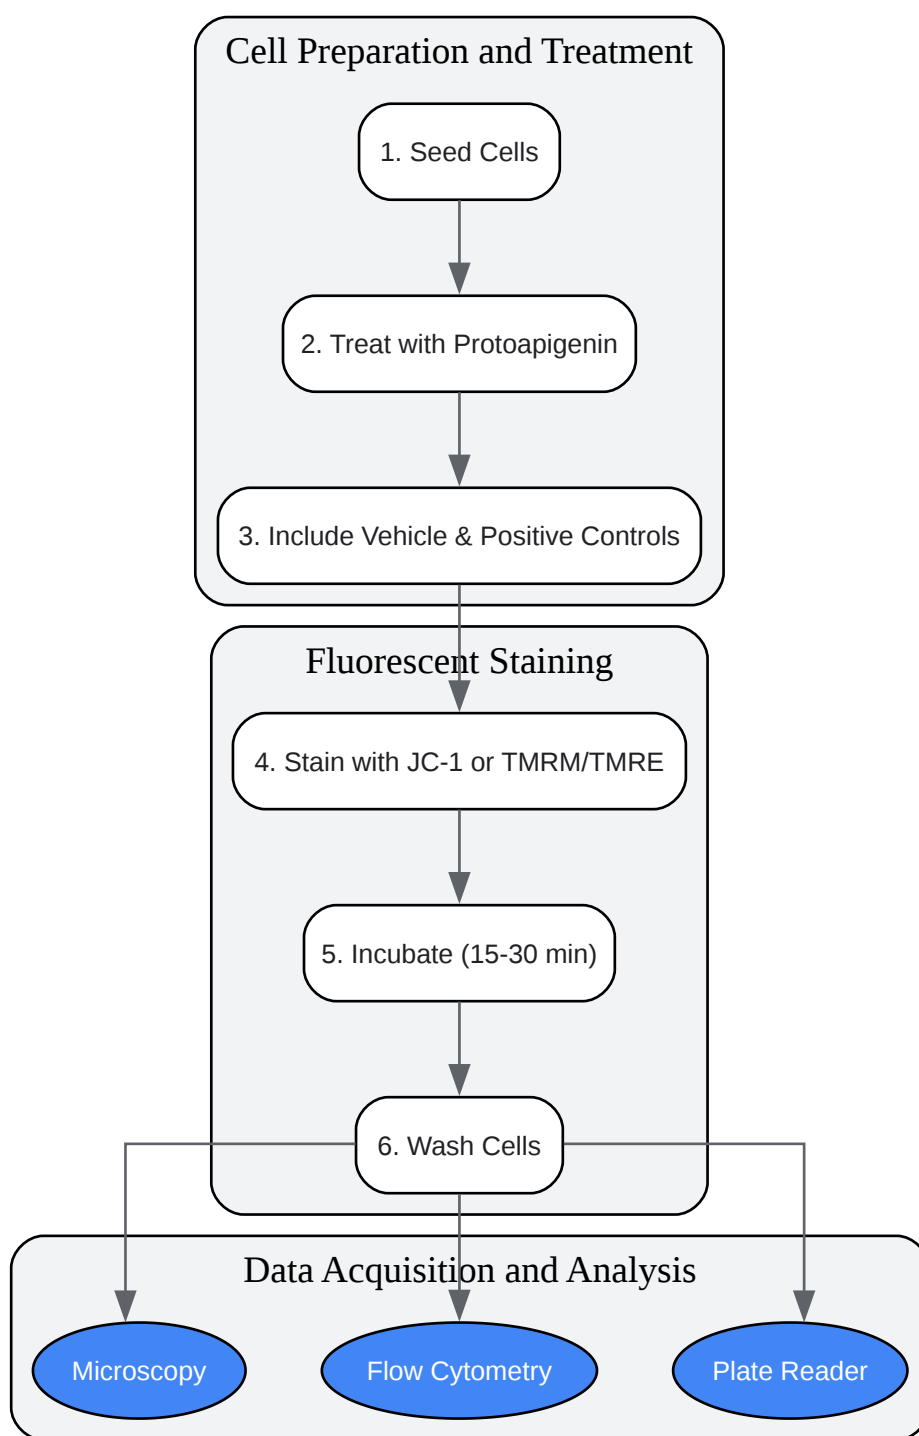 Cell Preparation and Treatment
1. Seed Cells
2. Treat with Protoapigenin
3. Include Vehicle & Positive Controls
Fluorescent Staining
4. Stain with JC-1 or TMRM/TMRE
5. Incubate (15-30 min)
6. Wash Cells
Data Acquisition and Analysis
Microscopy
Flow Cytometry
Plate Reader